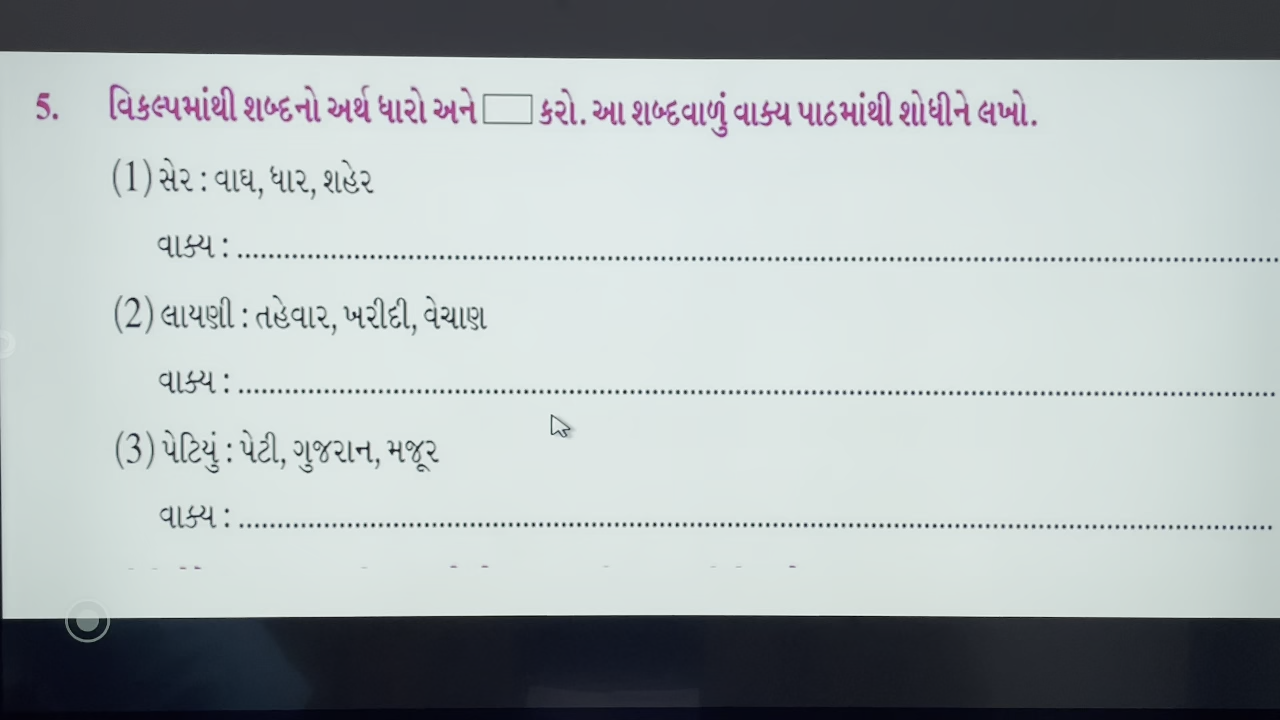 5. વિકલ્પમાંથી શબ્દનો અર્થ ધારો અને કરો. આ શબ્દવાળું વાક્ય પાઠમાંથી શોધીને લખો.
(1) સેર : વાઘ, ધાર, શહેર
વાક્ય : ........................................................................................................................
(2) લાયણી : તહેવાર, ખરીદી, વેચાણ
વાક્ય : ........................................................................................................................
(3) પેટિયું : પેટી, ગુજરાન, મજૂર
વાક્ય : ........................................................................................................................